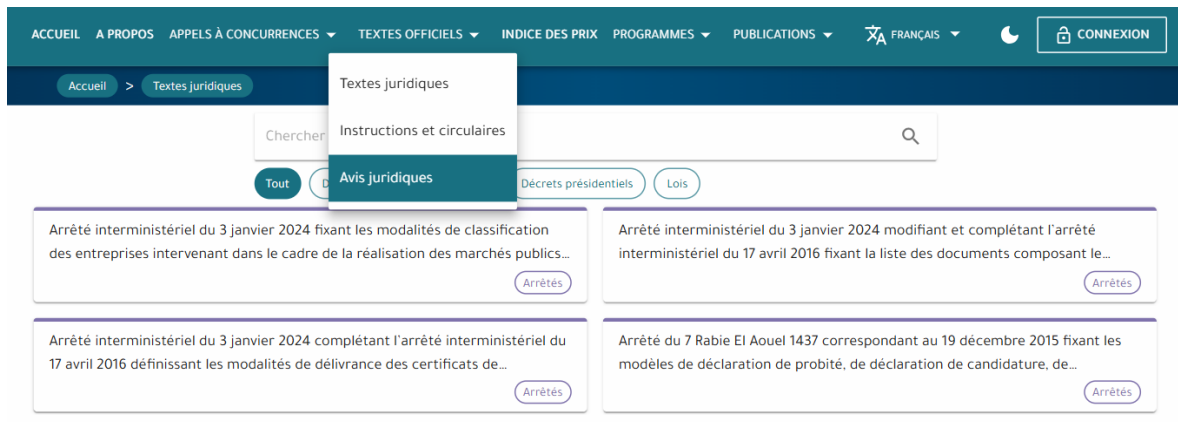 ACCUEIL A PROPOS APPELS À CONCURRENCES TEXTES OFFICIELS INDICE DES PRIX PROGRAMMES PUBLICATIONS FRANÇAIS CONNEXION
Accueil > Textes juridiques
Textes juridiques
Instructions et circulaires
Avis juridiques
Chercher
Tout D Décrets présidentiels Lois
Arrêté interministériel du 3 janvier 2024 fixant les modalités de classification
des entreprises intervenant dans le cadre de la réalisation des marchés publics...
Arrêtés
Arrêté interministériel du 3 janvier 2024 modifiant et complétant l'arrêté
interministériel du 17 avril 2016 fixant la liste des documents composant le...
Arrêtés
Arrêté interministériel du 3 janvier 2024 complétant l'arrêté interministériel du
17 avril 2016 définissant les modalités de délivrance des certificats de...
Arrêtés
Arrêté du 7 Rabie El Aouel 1437 correspondant au 19 décembre 2015 fixant les
modèles de déclaration de probité, de déclaration de candidature, de...
Arrêtés